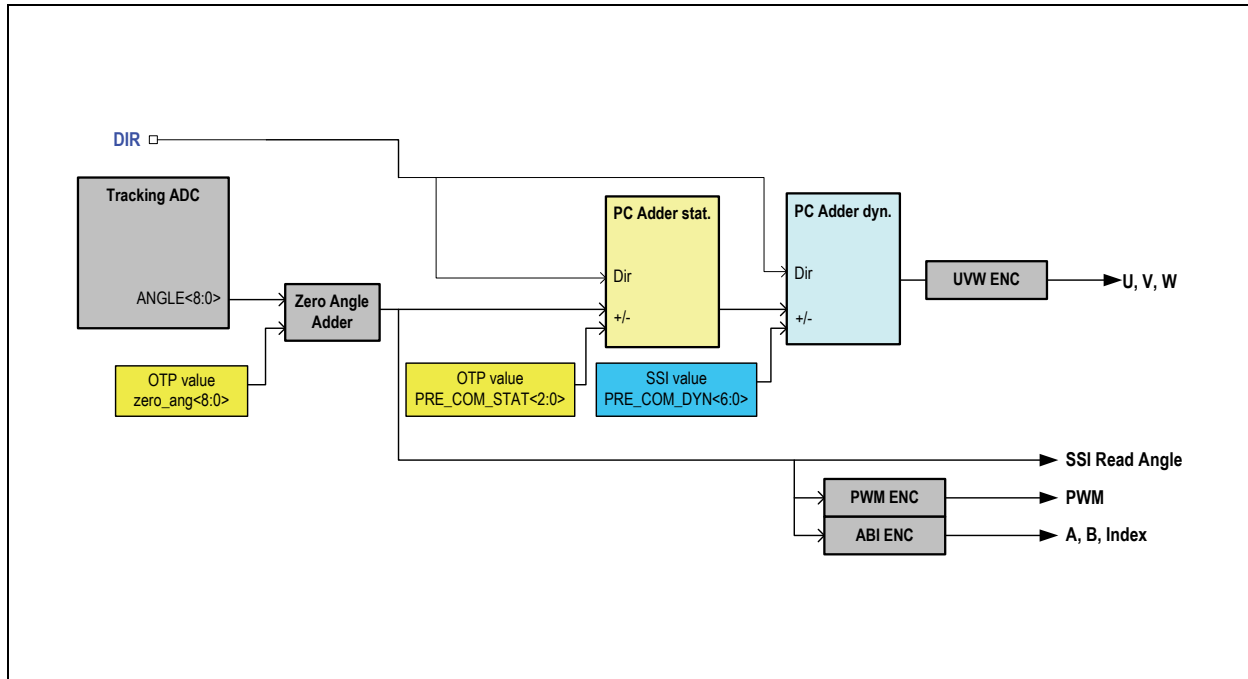 DIR
Tracking ADC
ANGLE<8:0>
Zero Angle
Adder
OTP value
zero_ang<8:0>
PC Adder stat.
Dir
+/-
OTP value
PRE_COM_STAT<2:0>
PC Adder dyn.
Dir
+/-
SSI value
PRE_COM_DYN<6:0>
UVW ENC
U, V, W
SSI Read Angle
PWM ENC
PWM
ABI ENC
A, B, Index